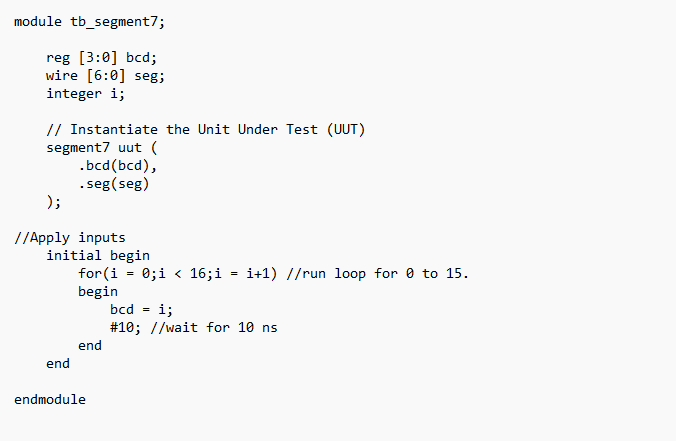 module tb_segment7;
reg [3:0] bcd;
wire [6:0] seg;
integer i;
// Instantiate the Unit Under Test (UUT)
segment7 uut (
.bcd(bcd),
.seg(seg)
);
//Apply inputs
initial begin
for(i = 0;i < 16;i = i+1) //run loop for 0 to 15.
begin
bcd = i;
#10; //wait for 10 ns
end
end
endmodule